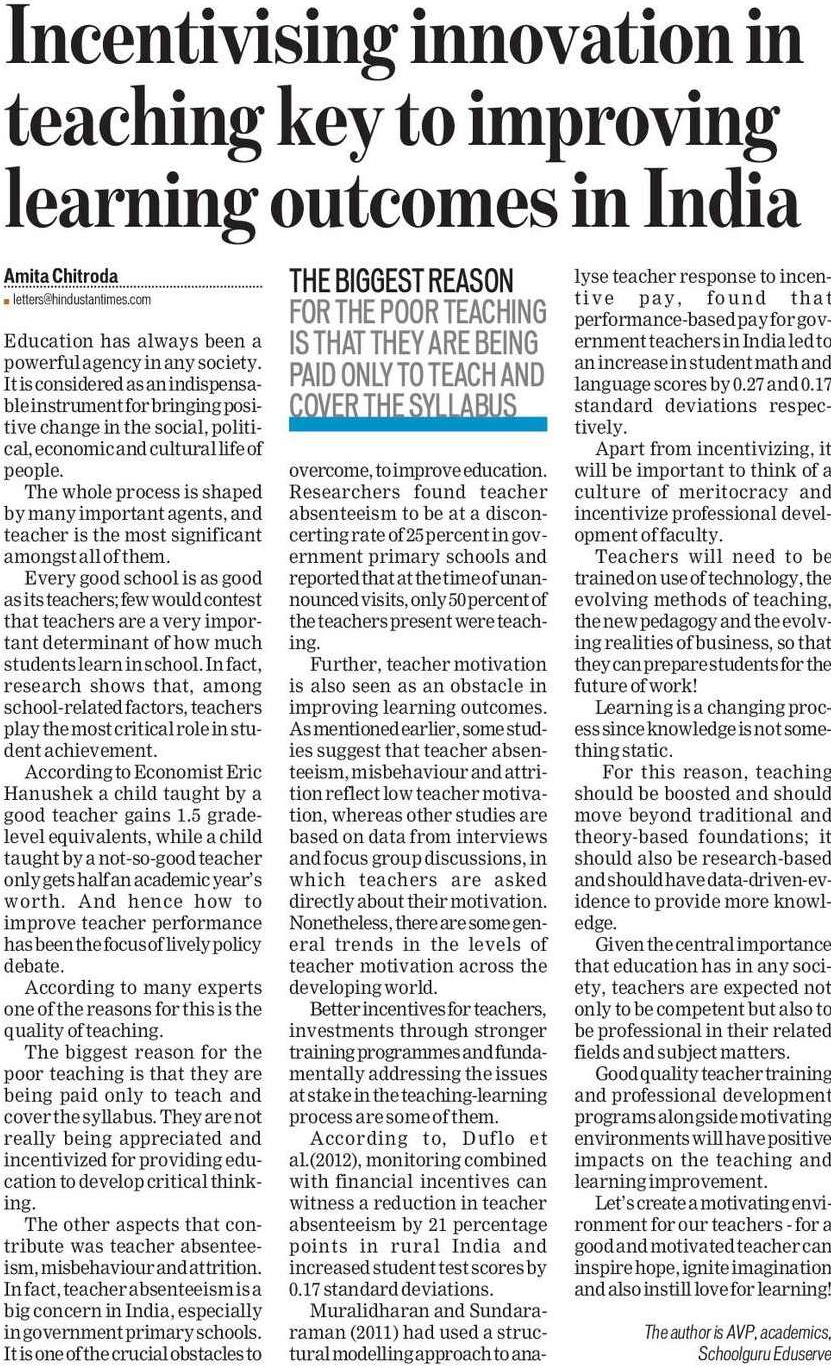 Incentivising innovation in
teaching key to improving
learning outcomes in India
Amita Chitroda
letters@hindustantimes.com
Education has always been a
powerful agency in any society.
It is considered as an indispensa-
ble instrument for bringing posi-
tive change in the social, politi-
cal, economic and cultural life of
people.
The whole process is shaped
by many important agents, and
teacher is the most significant
amongst all of them.
Every good school is as good
as its teachers; few would contest
that teachers are a very impor-
tant determinant of how much
students learn in school. In fact,
research shows that, among
school-related factors, teachers
play the most critical role in stu-
dent achievement.
According to Economist Eric
Hanushek a child taught by a
good teacher gains 1.5 grade-
level equivalents, while a child
taught by a not-so-good teacher
only gets half an academic year's
worth. And hence how to
improve teacher performance
has been the focus of lively policy
debate.
According to many experts
one of the reasons for this is the
quality of teaching.
The biggest reason for the
poor teaching is that they are
being paid only to teach and
cover the syllabus. They are not
really being appreciated and
incentivized for providing edu-
cation to develop critical think-
ing.
The other aspects that con-
tribute was teacher absentee-
ism, misbehaviour and attrition.
In fact, teacher absenteeism is a
big concern in India, especially
in government primary schools.
It is one of the crucial obstacles to
THE BIGGEST REASON
FOR THE POOR TEACHING
IS THAT THEY ARE BEING
PAID ONLY TO TEACH AND
COVER THE SYLLABUS
overcome, to improve education.
Researchers found teacher
absenteeism to be at a discon-
certing rate of 25 percent in gov-
ernment primary schools and
reported that at the time of unan-
nounced visits, only 50 percent of
the teachers present were teach-
ing.
Further, teacher motivation
is also seen as an obstacle in
improving learning outcomes.
As mentioned earlier, some stud-
ies suggest that teacher absen-
teeism, misbehaviour and attri-
tion reflect low teacher motiva-
tion, whereas other studies are
based on data from interviews
and focus group discussions, in
which teachers are asked
directly about their motivation.
Nonetheless, there are some gen-
eral trends in the levels of
teacher motivation across the
developing world.
Better incentives for teachers,
investments through stronger
training programmes and funda-
mentally addressing the issues
at stake in the teaching-learning
process are some of them.
According to, Duflo et
al.(2012), monitoring combined
with financial incentives can
witness a reduction in teacher
absenteeism by 21 percentage
points in rural India and
increased student test scores by
0.17 standard deviations.
Muralidharan and Sundara-
raman (2011) had used a struc-
tural modelling approach to ana-
lyse teacher response to incen-
tive pay, found that
performance-based pay for gov-
ernment teachers in India led to
an increase in student math and
language scores by 0.27 and 0.17
standard deviations respec-
tively.
Apart from incentivizing, it
will be important to think of a
culture of meritocracy and
incentivize professional devel-
opment of faculty.
Teachers will need to be
trained on use of technology, the
evolving methods of teaching,
the new pedagogy and the evolv-
ing realities of business, so that
they can prepare students for the
future of work!
Learning is a changing proc-
ess since knowledge is not some-
thing static.
For this reason, teaching
should be boosted and should
move beyond traditional and
theory-based foundations; it
should also be research-based
and should have data-driven-ev-
idence to provide more knowl-
edge.
Given the central importance
that education has in any soci-
ety, teachers are expected not
only to be competent but also to
be professional in their related
fields and subject matters.
Good quality teacher training
and professional development
programs alongside motivating
environments will have positive
impacts on the teaching and
learning improvement.
Let's create a motivating envi-
ronment for our teachers - for a
good and motivated teacher can
inspire hope, ignite imagination
and also instill love for learning!
The author is AVP, academics,
Schoolguru Eduserve